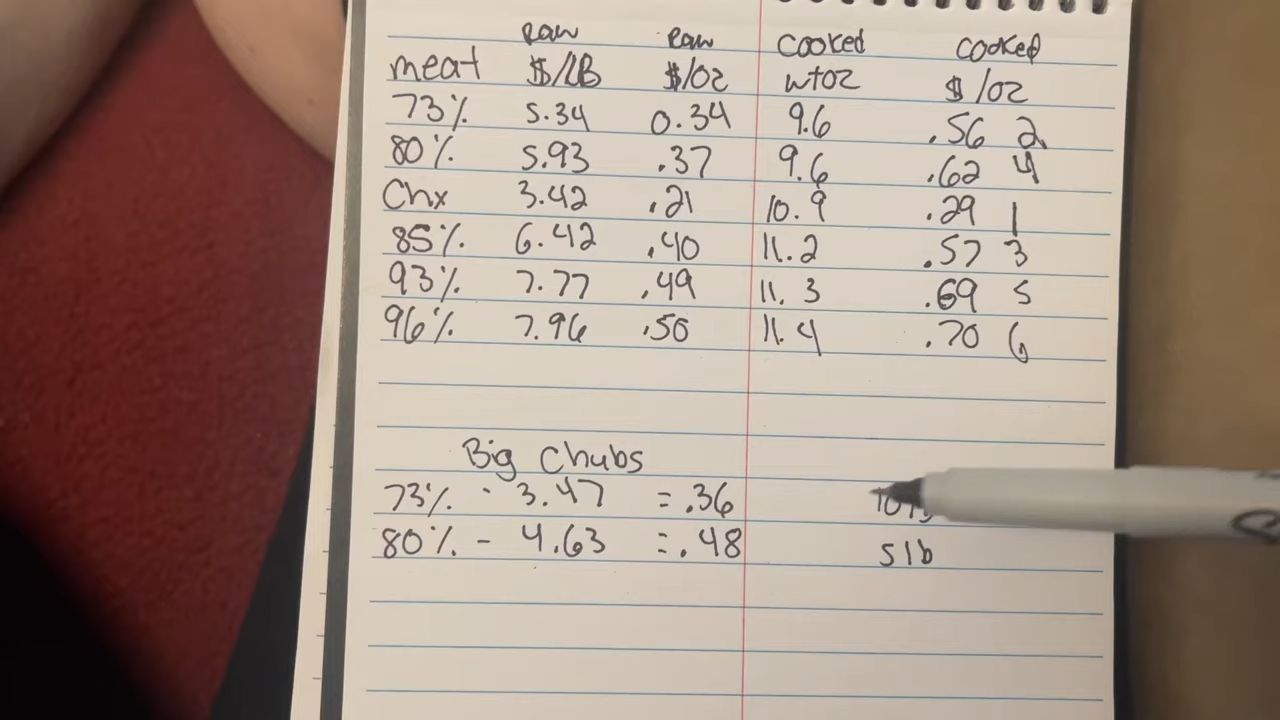 Raw Raw Cooked Cooked
meat $/LB $/oz wtoz $/oz
73% 5.34 0.34 9.6 .56 2
80% 5.93 .37 9.6 .62 4
Chx 3.42 .21 10.9 .29 1
85% 6.42 .40 11.2 .57 3
93% 7.77 .49 11.3 .69 5
96% 7.96 .50 11.4 .70 6
Big Chubs
73% - 3.47 = .36
80% - 4.63 = .48 5lb